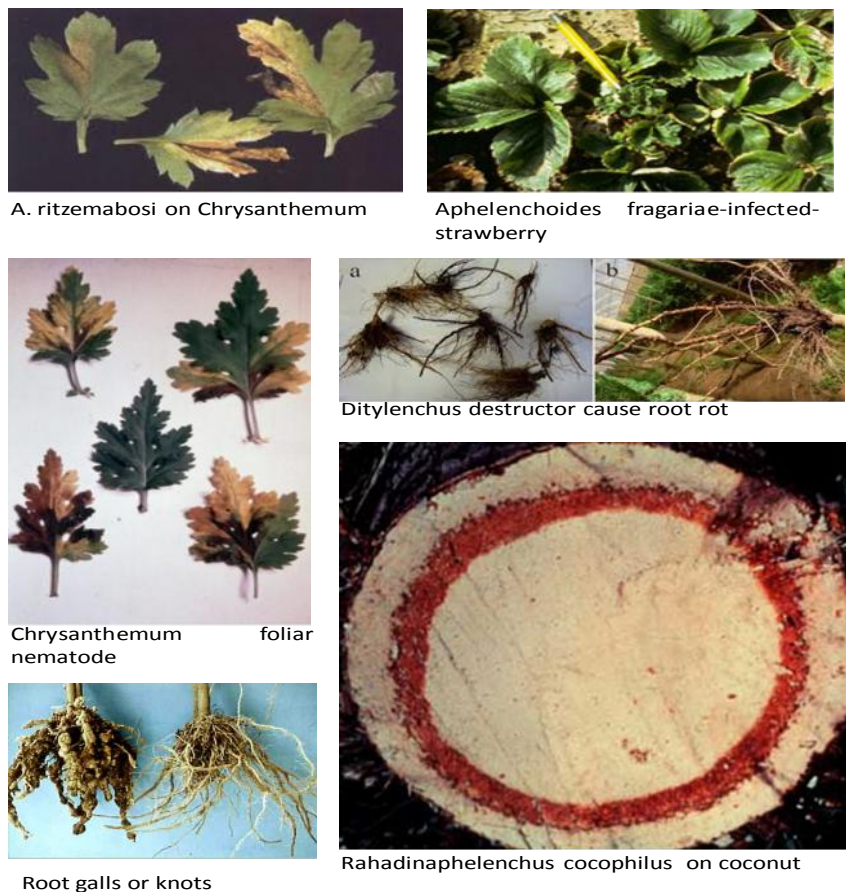 A. ritzemabosi on Chrysanthemum
Aphelenchoides fragariae-infected-
strawberry
a
b
Ditylenchus destructor cause root rot
Chrysanthemum foliar
nematode
Rahadinaphelenchus cocophilus on coconut
Root galls or knots